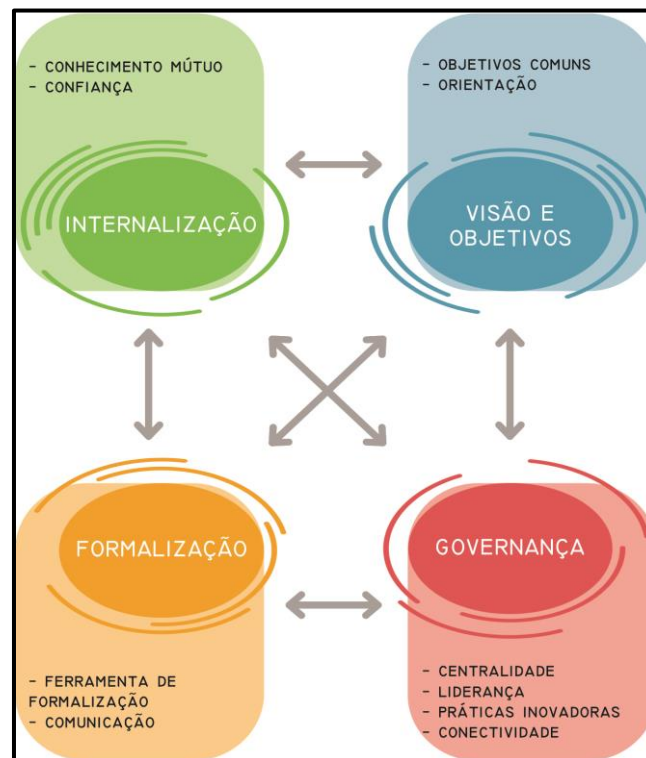 - CONHECIMENTO MÚTUO
- CONFIANÇA
INTERNALIZAÇÃO
- OBJETIVOS COMUNS
- ORIENTAÇÃO
VISÃO E
OBJETIVOS
FORMALIZAÇÃO
- FERRAMENTA DE
FORMALIZAÇÃO
- COMUNICAÇÃO
GOVERNANÇA
- CENTRALIDADE
- LIDERANÇA
- PRÁTICAS INOVADORAS
- CONECTIVIDADE